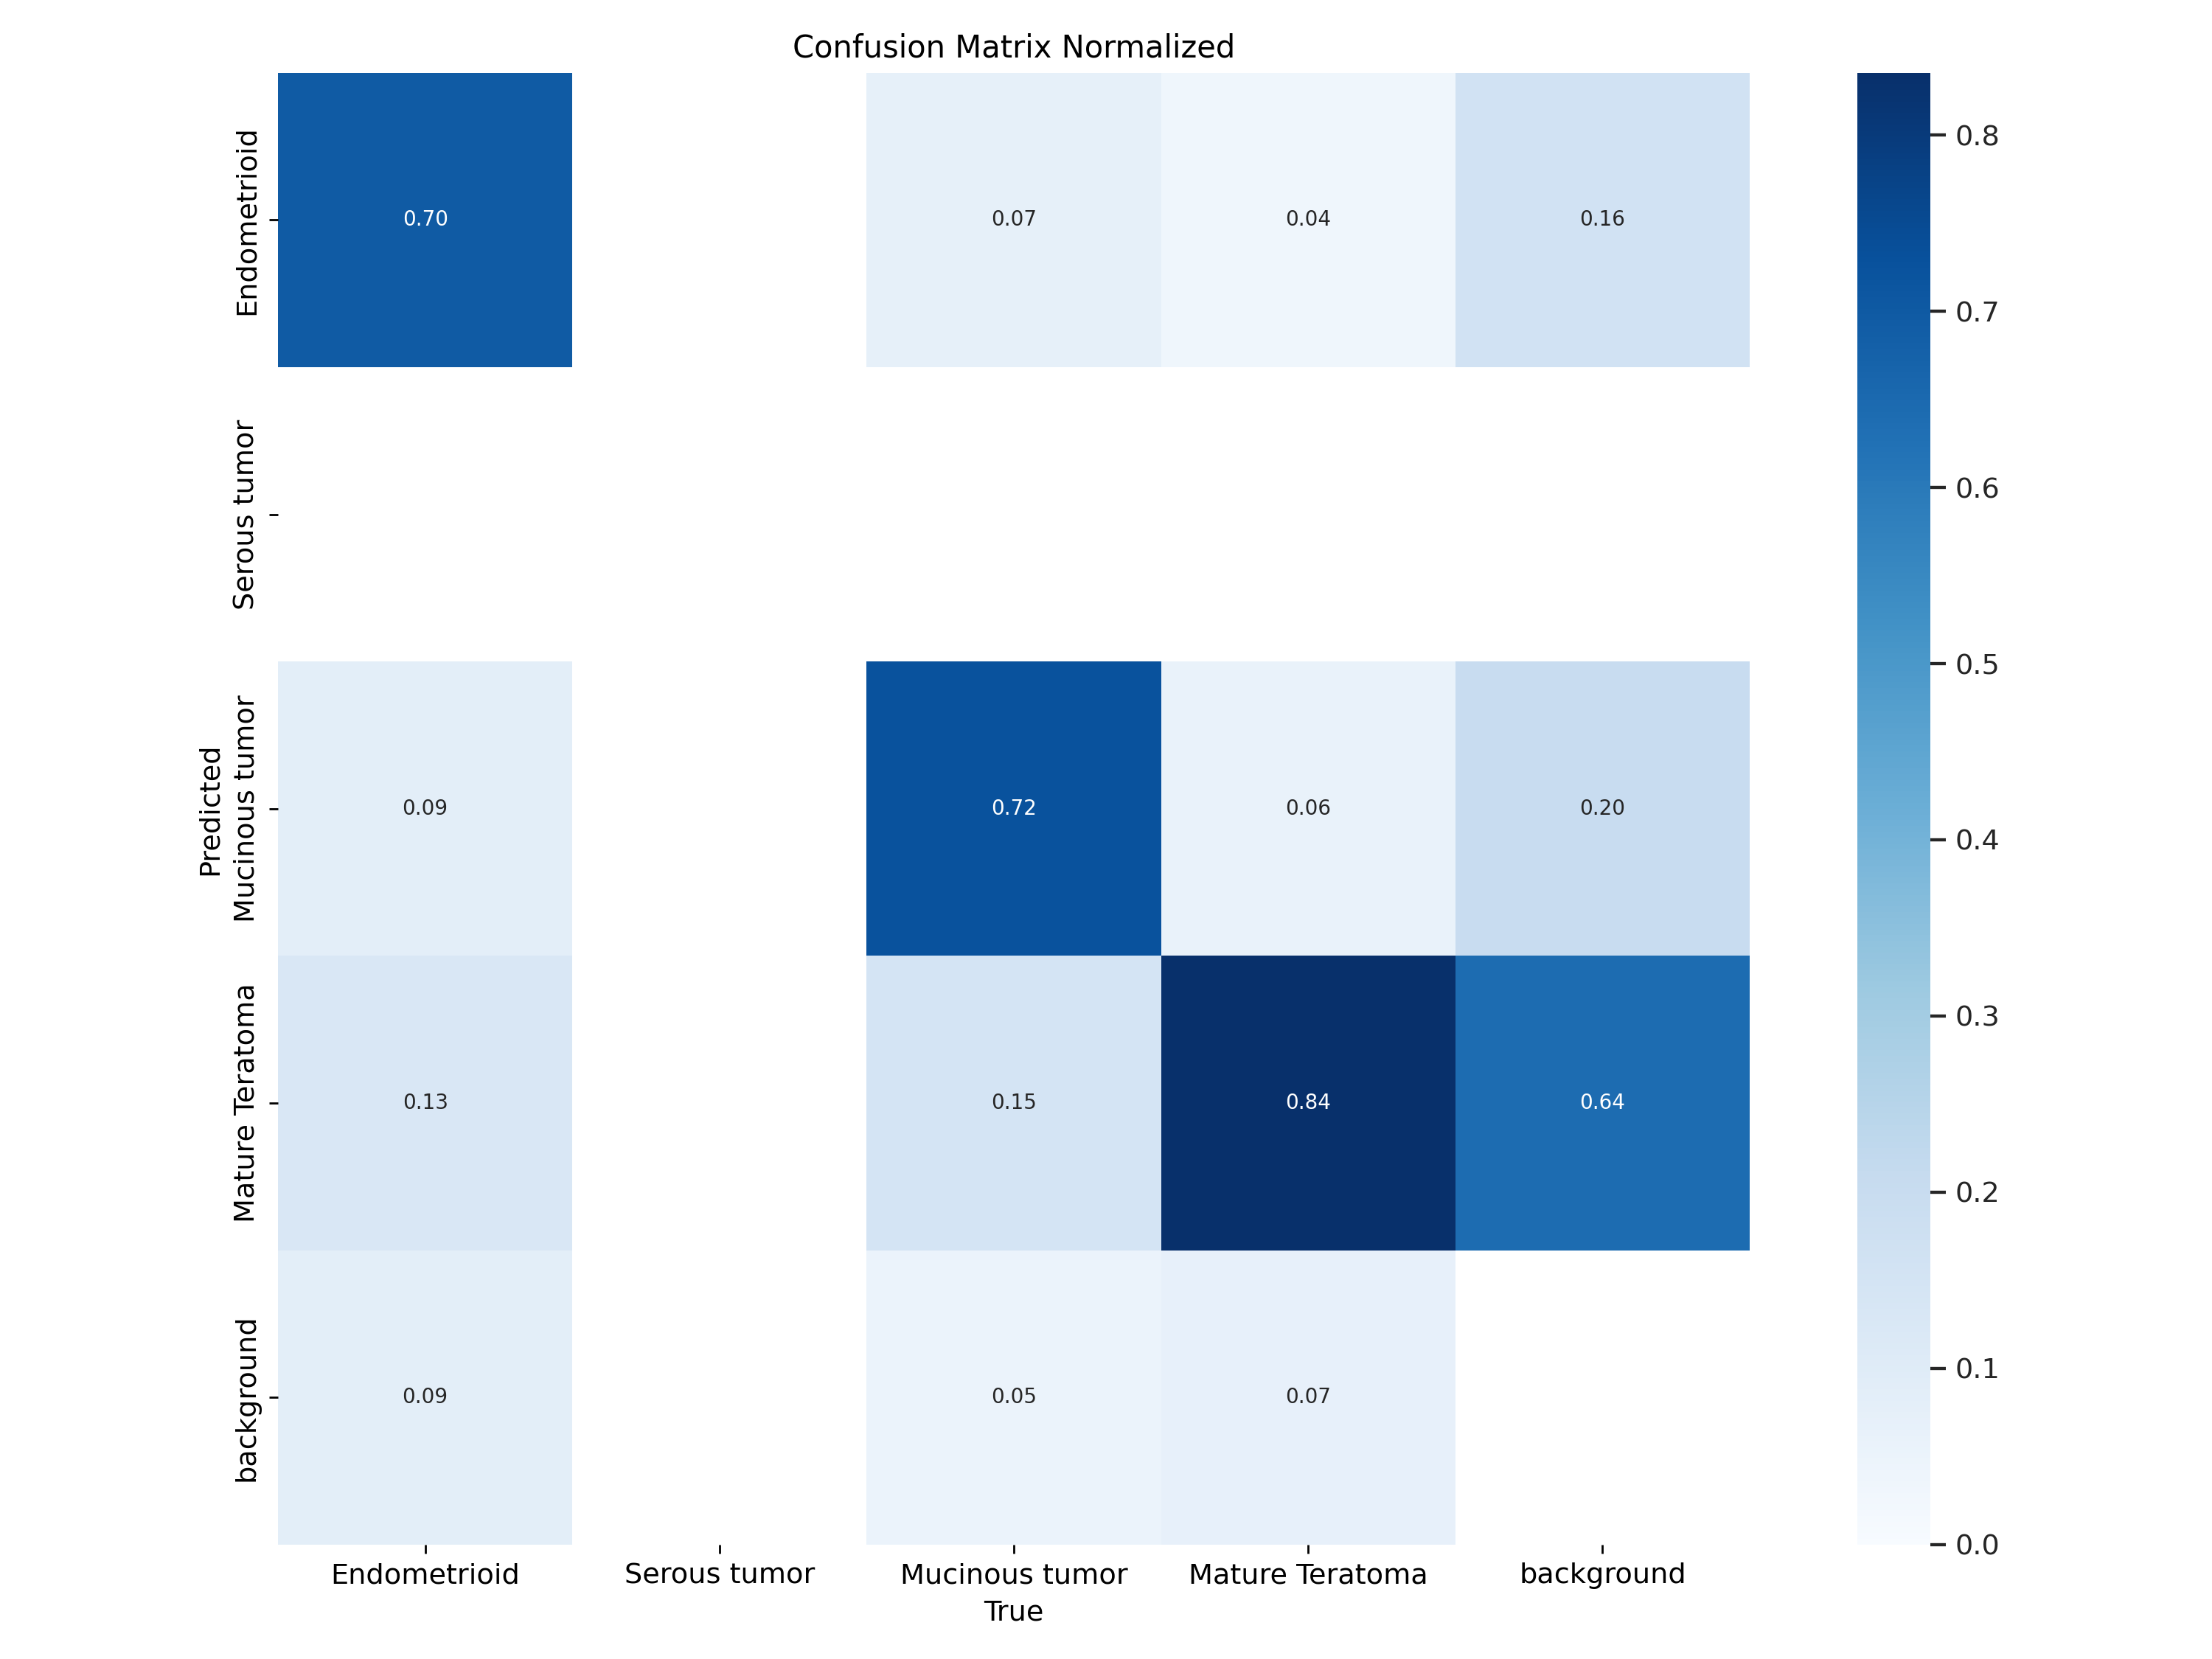 Confusion Matrix Normalized
Endometrioid
0.70
0.07
0.04
0.16
Serous tumor
Predicted
Mucinous tumor
0.09
0.72
0.06
0.20
Mature Teratoma
0.13
0.15
0.84
0.64
background
0.09
0.05
0.07
Endometrioid
Serous tumor
Mucinous tumor
Mature Teratoma
background
True
0.8
0.7
0.6
0.5
0.4
0.3
0.2
0.1
0.0